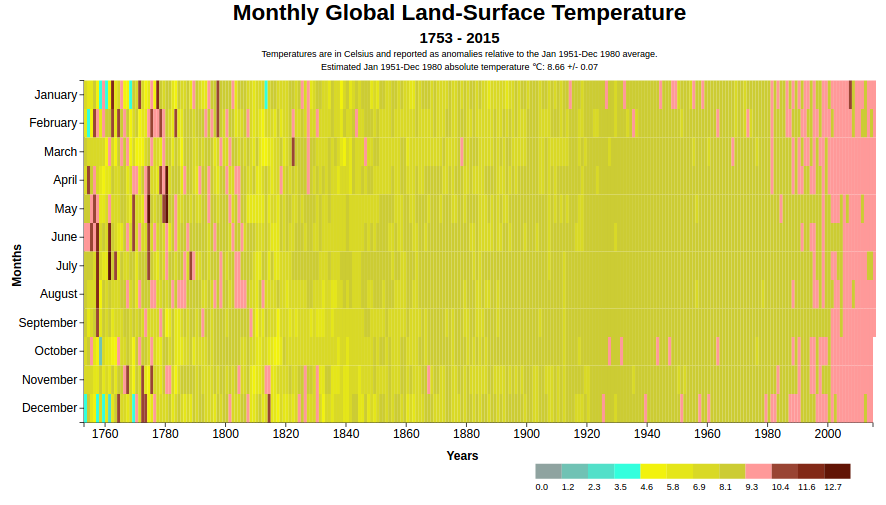 Monthly Global Land-Surface Temperature
1753 - 2015
Temperatures are in Celsius and reported as anomalies relative to the Jan 1951-Dec 1980 average.
Estimated Jan 1951-Dec 1980 absolute temperature ℃: 8.66 +/- 0.07
January
February
March
April
May
June
July
August
September
October
November
December
Months
1760 1780 1800 1820 1840 1860 1880 1900 1920 1940 1960 1980 2000
Years
0.0 1.2 2.3 3.5 4.6 5.8 6.9 8.1 9.3 10.4 11.6 12.7